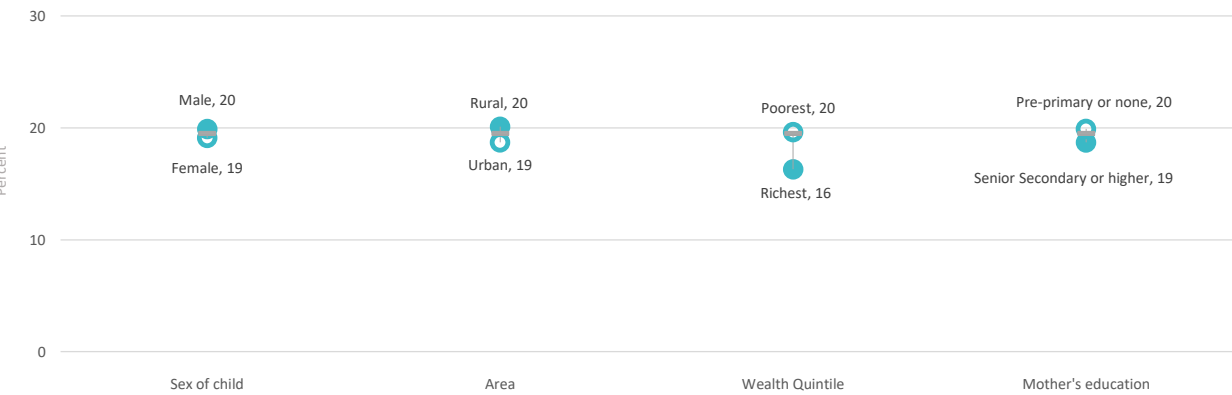 30
Male, 20
Rural, 20
Poorest, 20
Pre-primary or none, 20
20
Female, 19
Urban, 19
Richest, 16
Senior Secondary or higher, 19
Percent
10
0
Sex of child
Area
Wealth Quintile
Mother's education